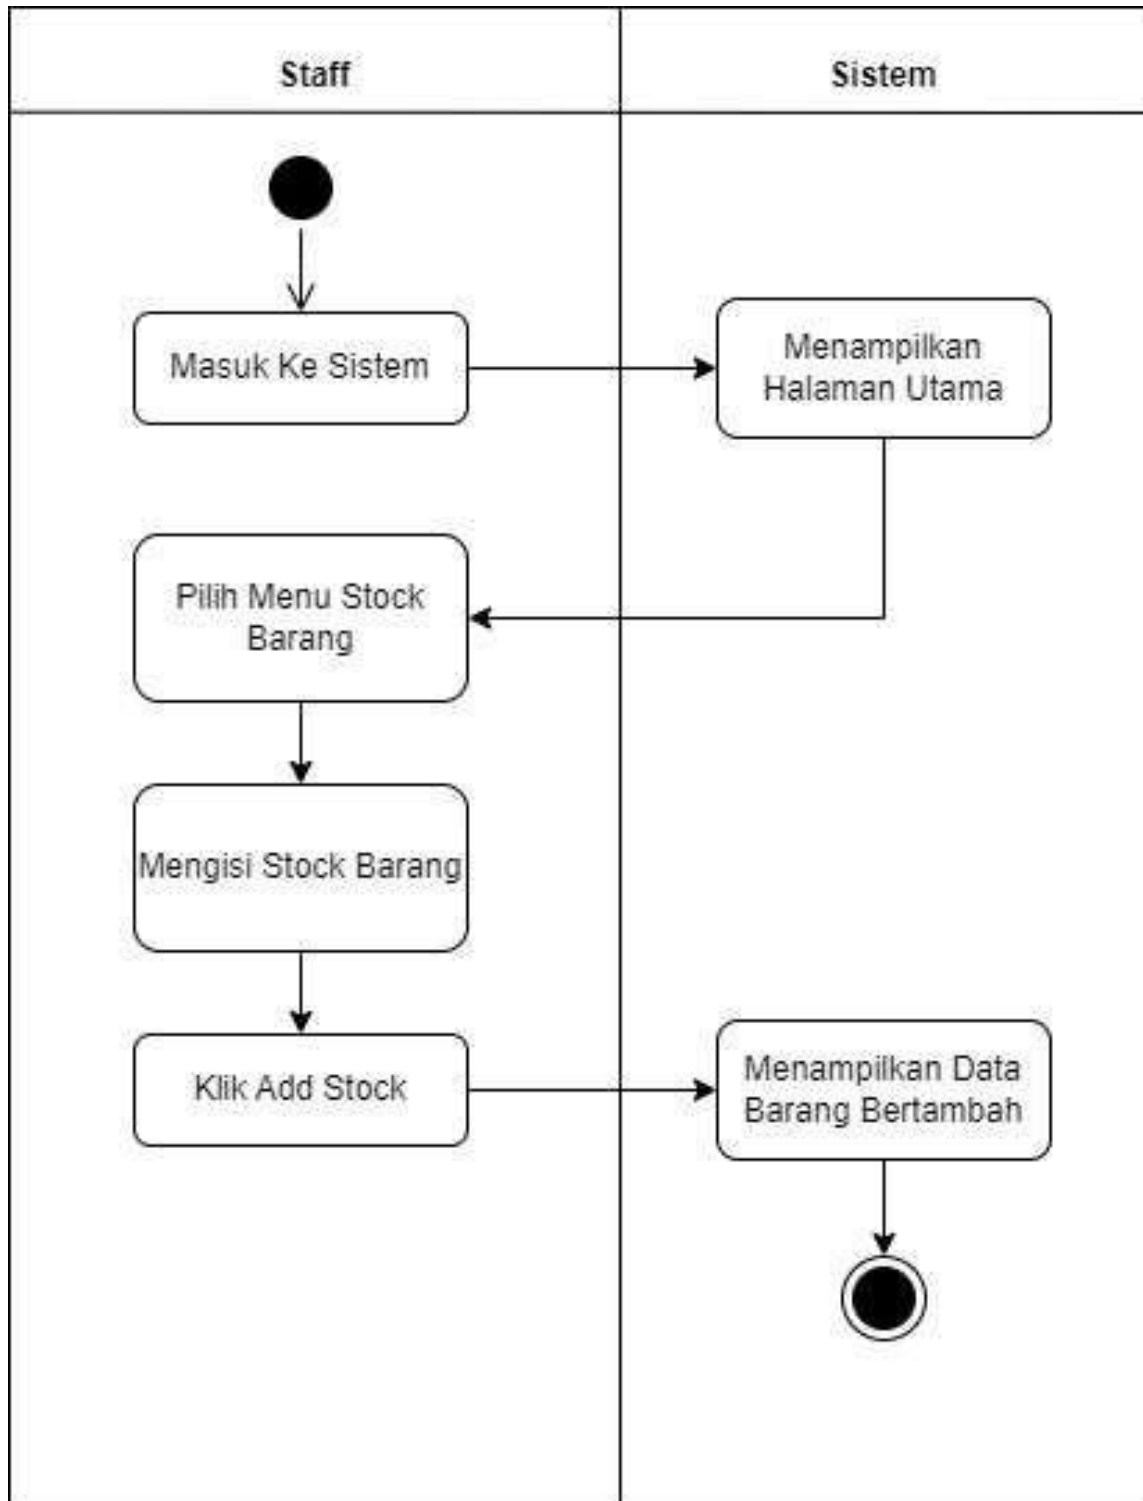 Staff
Sistem
Masuk Ke Sistem
Menampilkan
Halaman Utama
Pilih Menu Stock
Barang
Mengisi Stock Barang
Klik Add Stock
Menampilkan Data
Barang Bertambah